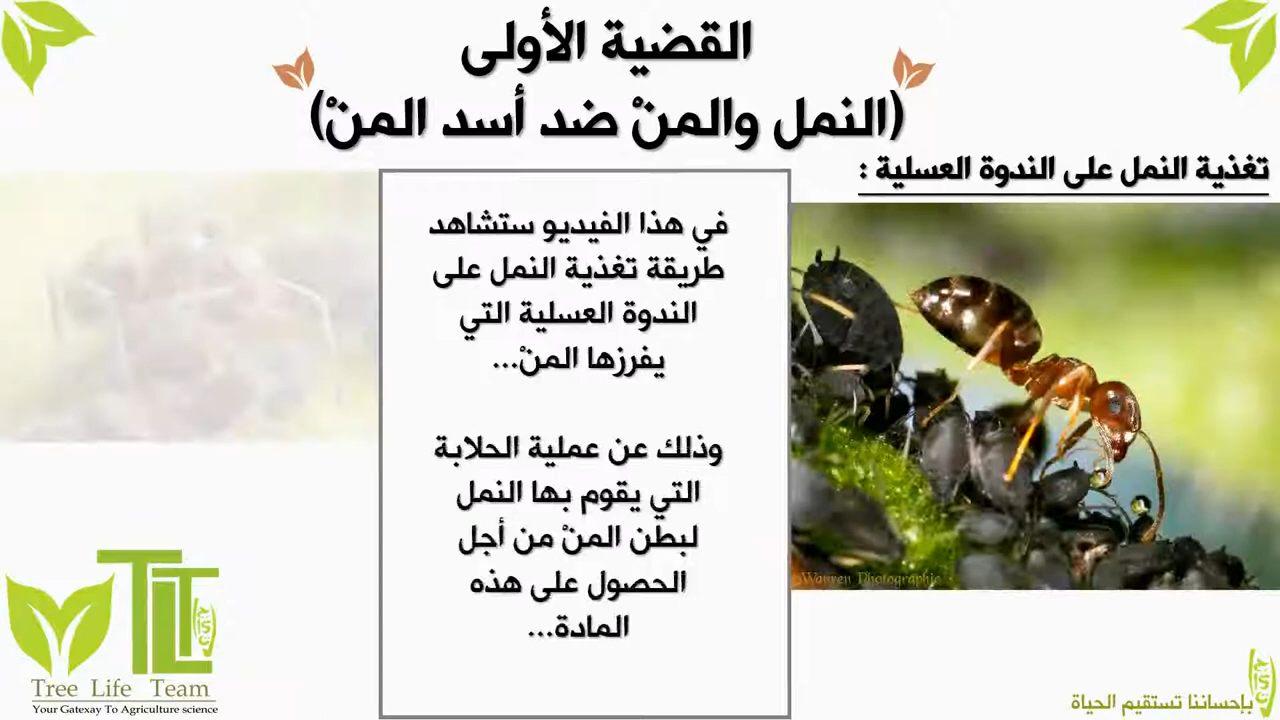 القضية الأولى
(النمل والمنْ ضد أسد المنْ)
تغذية النمل على الندوة العسلية :
في هذا الفيديو ستشاهد
طريقة تغذية النمل على
الندوة العسلية التي
يفرزها المنْ...
وذلك عن عملية الحلابة
التي يقوم بها النمل
لبطن المنْ من أجل
الحصول على هذه
المادة...
Warren Photographic
TLT
Tree Life Team
Your Gatexay To Agriculture science
بإحساننا تستقيم الحياة